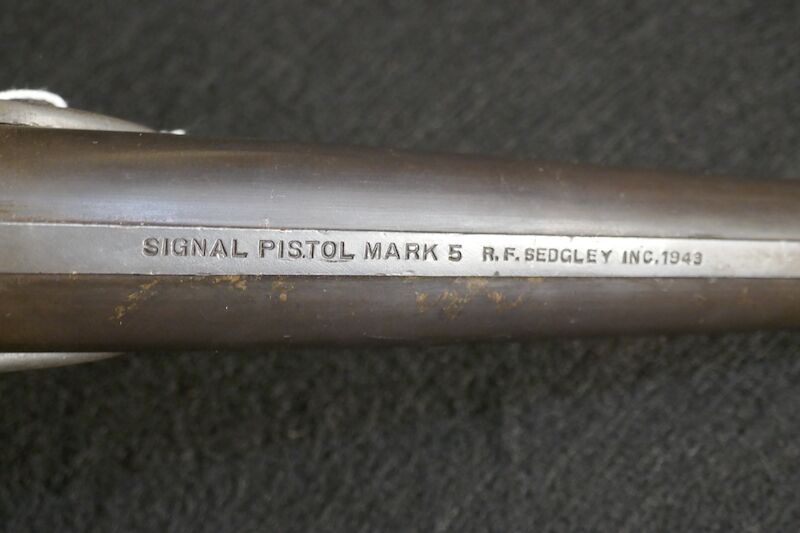 SIGNAL PISTOL MARK 5 R.F. SEDGLEY INC. 1943